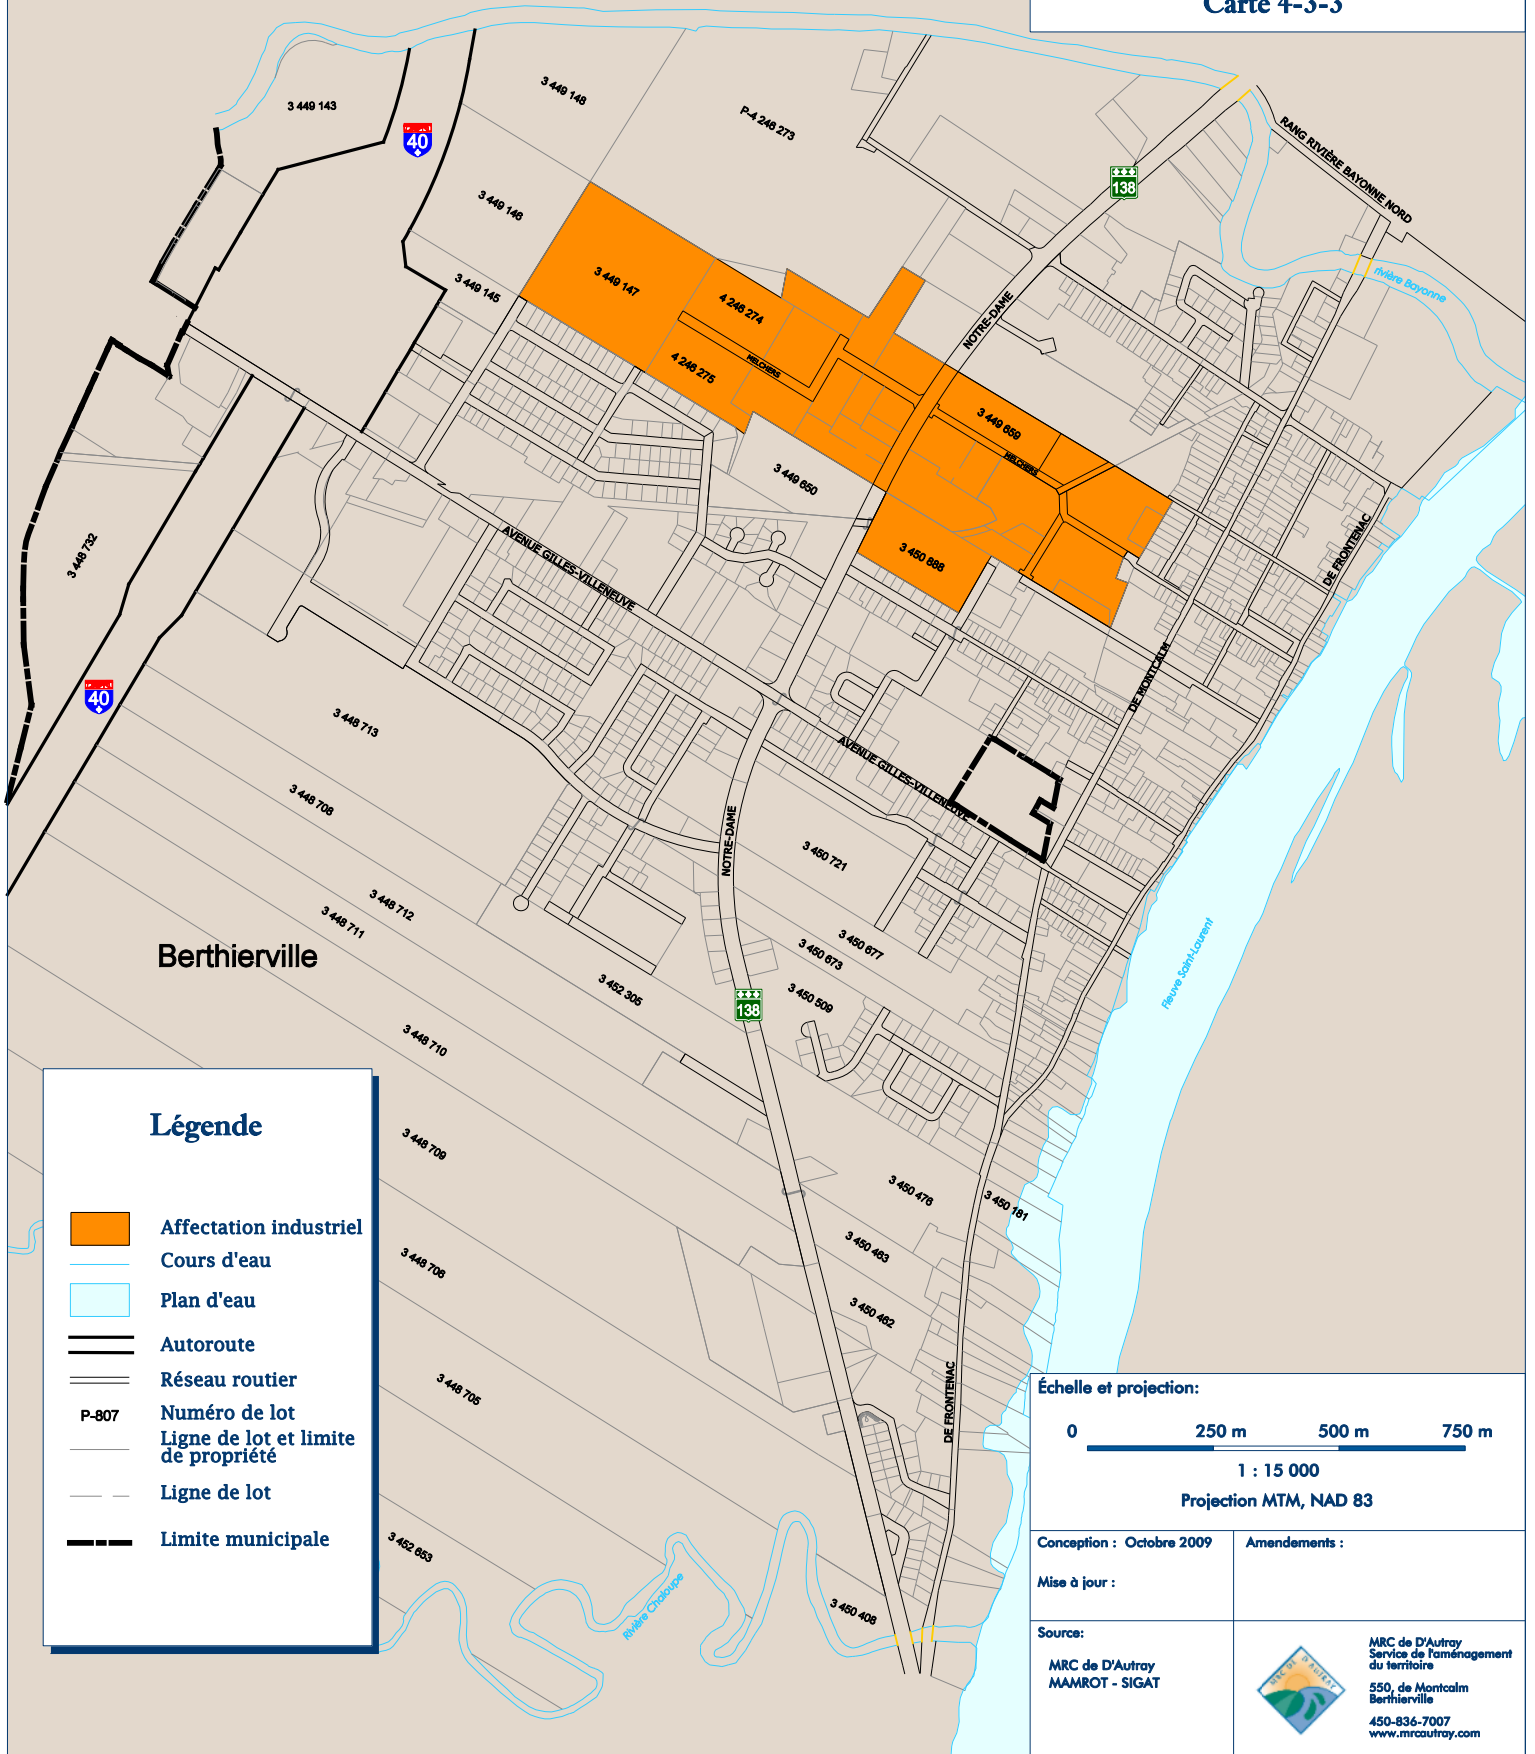 Carte 4-3-3
3 449 143
40
3 449 148
P-4 246 273
138
RANG RIVIÈRE BAYONNE NORD
3 449 146
rivière Bayonne
3 449 145
3 449 147
4 246 274
NOTRE-DAME
4 246 275
MELCHERS
3 449 659
MELCHERS
3 449 650
3 448 732
AVENUE GILLES-VILLENEUVE
3 450 888
DE FRONTENAC
40
DE MONTCALM
3 448 713
AVENUE GILLES-VILLENEUVE
3 448 708
NOTRE-DAME
3 450 721
3 448 712
3 448 711
3 450 677
3 450 673
Berthierville
Fleuve Saint-Laurent
3 452 305
3 450 509
138
3 448 710
3 448 709
3 450 476
3 450 181
3 450 463
3 448 706
3 450 462
3 448 705
DE FRONTENAC
3 452 653
Rivière Chaloupe
3 450 408
Légende
Affectation industriel
Cours d'eau
Plan d'eau
Autoroute
Réseau routier
P-807 Numéro de lot
Ligne de lot et limite
de propriété
Ligne de lot
Limite municipale
Échelle et projection:
0 250 m 500 m 750 m
1 : 15 000
Projection MTM, NAD 83
Conception : Octobre 2009
Mise à jour :
Amendements :
Source:
MRC de D'Autray
MAMROT - SIGAT
MRC DE D'AUTRAY
MRC de D'Autray
Service de l'aménagement
du territoire
550, de Montcalm
Berthierville
450-836-7007
www.mrcautray.com